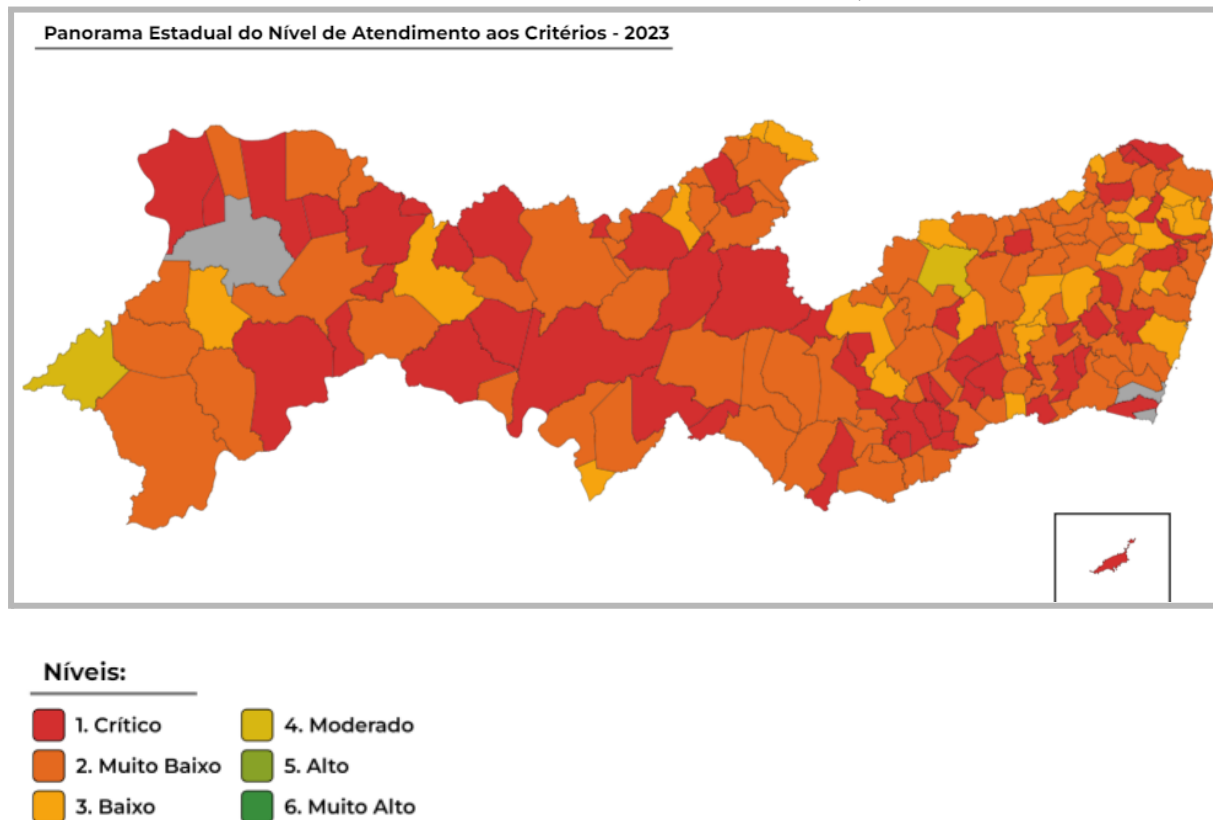 Panorama Estadual do Nível de Atendimento aos Critérios - 2023
Níveis:
1. Crítico
2. Muito Baixo
3. Baixo
4. Moderado
5. Alto
6. Muito Alto